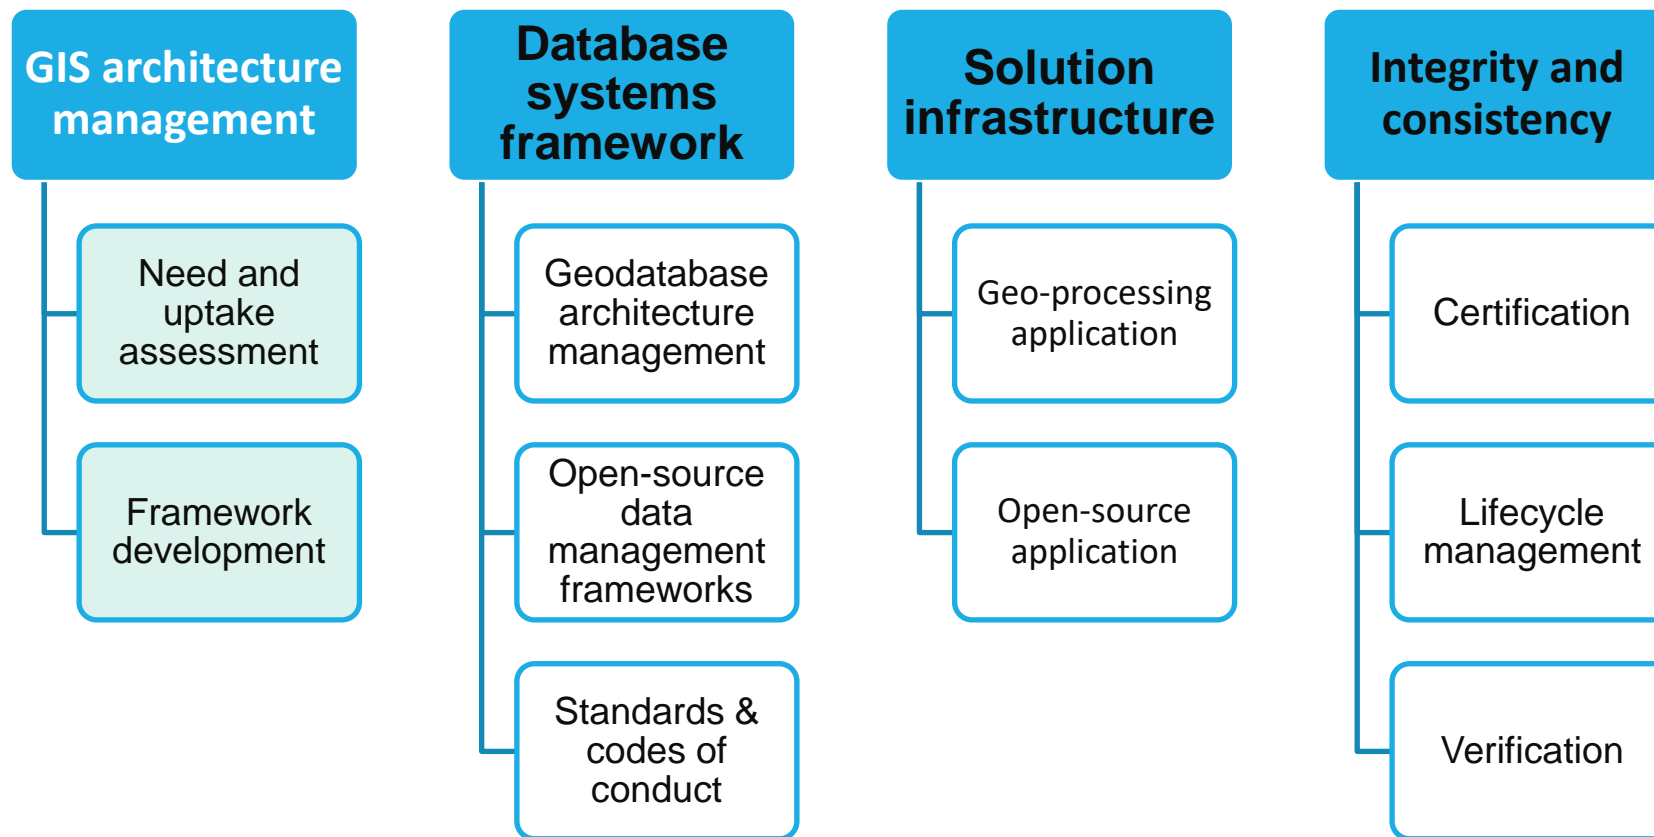 GIS architecture
management
Need and
uptake
assessment
Framework
development
Database
systems
framework
Geodatabase
architecture
management
Open-source
data
management
frameworks
Standards &
codes of
conduct
Solution
infrastructure
Geo-processing
application
Open-source
application
Integrity and
consistency
Certification
Lifecycle
management
Verification